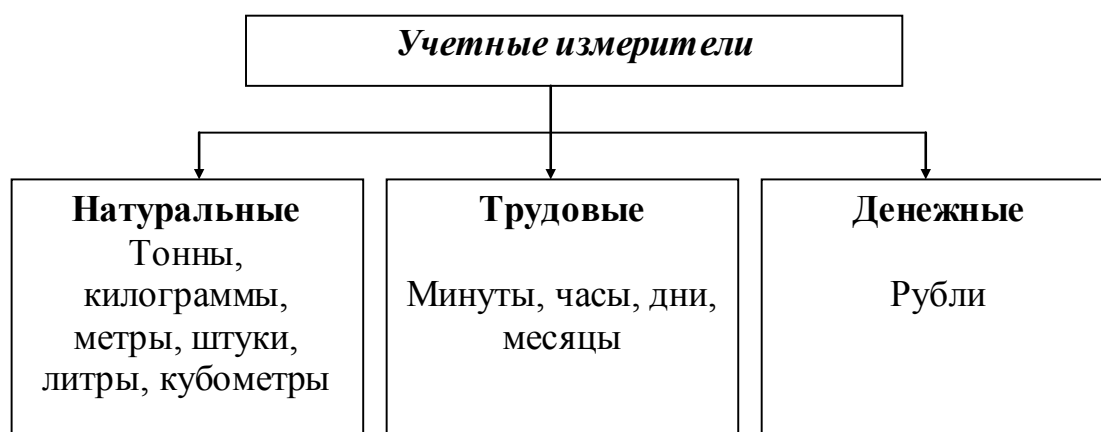 Учетные измерители
Натуральные
Тонны,
килограммы,
метры, штуки,
литры, кубометры
Трудовые
Минуты, часы, дни,
месяцы
Денежные
Рубли